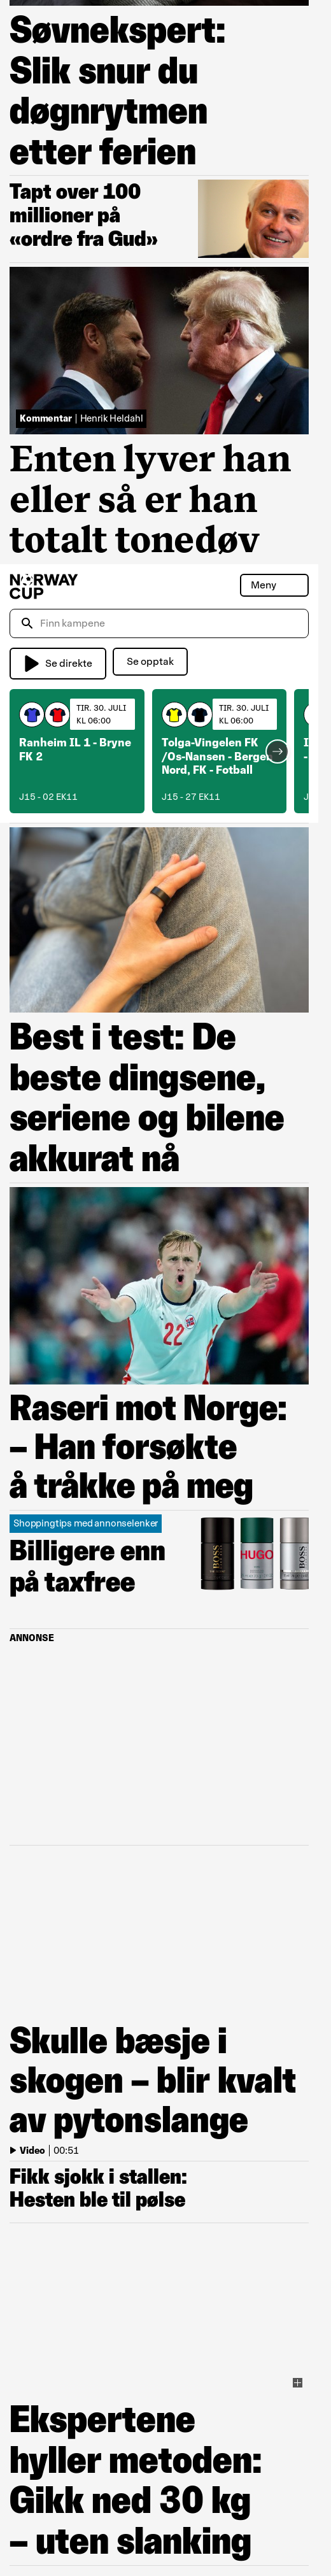 Søvnekspert:
Slik snur du
døgnrytmen
etter ferien
Tapt over 100
millioner på
«ordre fra Gud»
Kommentar | Henrik Heldahl
Enten lyver han
eller så er han
totalt tonedøv
NORWAY
CUP
Meny
Finn kampene
Se direkte
Se opptak
TIR. 30. JULI
KL 06:00
Ranheim IL 1 - Bryne
FK 2
J15 - 02 EK11
TIR. 30. JULI
KL 06:00
Tolga-Vingelen FK
/Os-Nansen - Bergen
Nord, FK - Fotball
J15 - 27 EK11
Best i test: De
beste dingsene,
seriene og bilene
akkurat nå
22
Raseri mot Norge:
– Han forsøkte
å tråkke på meg
Shoppingtips med annonselenker
Billigere enn
på taxfree
BOSS
HUGO
BOSS
ANNONSE
Skulle bæsje i
skogen – blir kvalt
av pytonslange
Video | 00:51
Fikk sjokk i stallen:
Hesten ble til pølse
Ekspertene
hyller metoden:
Gikk ned 30 kg
– uten slanking